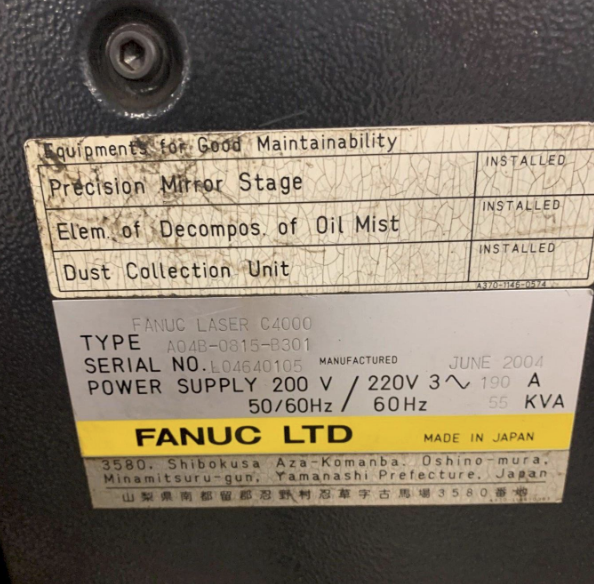 Equipments for Good Maintainability
Precision Mirror Stage INSTALLED
Elem. of Decompos. of Oil Mist INSTALLED
Dust Collection Unit INSTALLED
A370-1146-0574
FANUC LASER C4000
TYPE A04B-0815-B301
SERIAL NO. L04640105 MANUFACTURED JUNE 2004
POWER SUPPLY 200 V / 220V 3∿ 190 A
50/60Hz / 60Hz 55 KVA
FANUC LTD MADE IN JAPAN
3580, Shibokusa Aza-Komanba, Oshino-mura,
Minamitsuru-gun, Yamanashi Prefecture, Japan
山梨県南都留郡忍野村忍草字古馬場3580番地